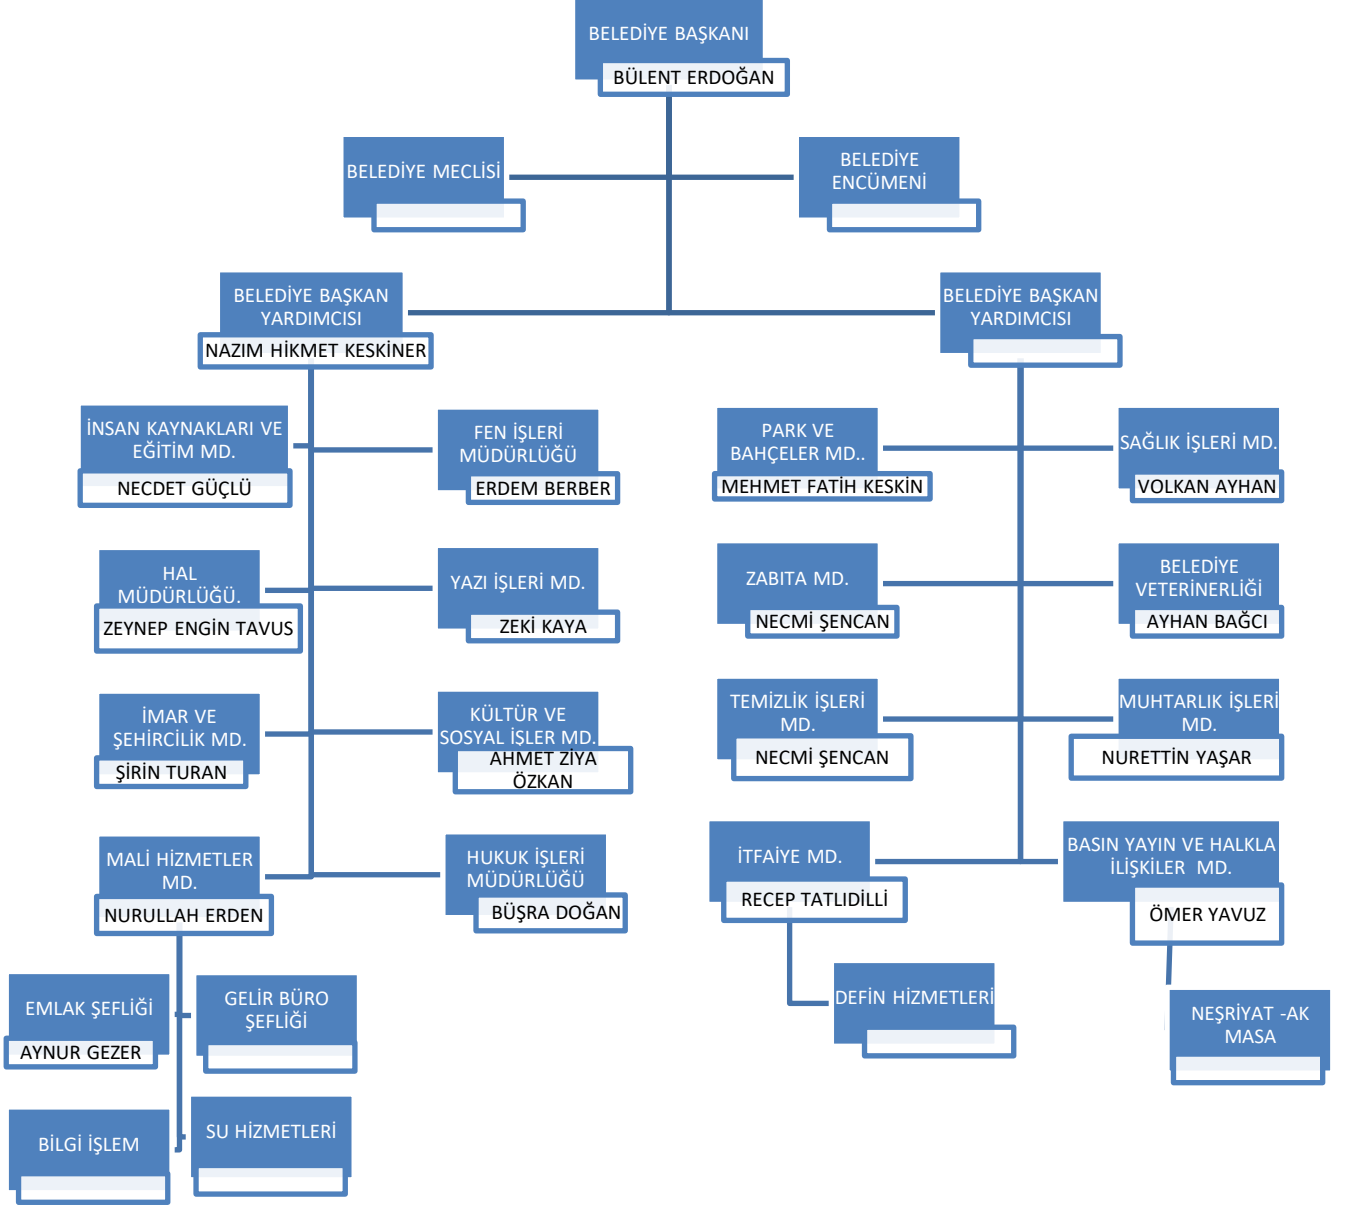 BELEDİYE BAŞKANI
BÜLENT ERDOĞAN
BELEDİYE MECLİSİ
BELEDİYE
ENCÜMENİ
BELEDİYE BAŞKAN
YARDIMCISI
NAZIM HİKMET KESKİNER
BELEDİYE BAŞKAN
YARDIMCISI
İNSAN KAYNAKLARI VE
EĞİTİM MD.
NECDET GÜÇLÜ
FEN İŞLERİ
MÜDÜRLÜĞÜ
ERDEM BERBER
PARK VE
BAHÇELER MD..
MEHMET FATİH KESKİN
SAĞLIK İŞLERİ MD.
VOLKAN AYHAN
HAL
MÜDÜRLÜĞÜ.
ZEYNEP ENGİN TAVUS
YAZI İŞLERİ MD.
ZEKİ KAYA
ZABITA MD.
NECMİ ŞENCAN
BELEDİYE
VETERİNERLİĞİ
AYHAN BAĞCI
İMAR VE
ŞEHİRCİLİK MD.
ŞİRİN TURAN
KÜLTÜR VE
SOSYAL İŞLER MD.
AHMET ZİYA
ÖZKAN
TEMİZLİK İŞLERİ
MD.
NECMİ ŞENCAN
MUHTARLIK İŞLERİ
MD.
NURETTİN YAŞAR
MALİ HİZMETLER
MD.
NURULLAH ERDEN
HUKUK İŞLERİ
MÜDÜRLÜĞÜ
BÜŞRA DOĞAN
İTFAİYE MD.
RECEP TATLIDİLLİ
BASIN YAYIN VE HALKLA
İLİŞKİLER  MD.
ÖMER YAVUZ
EMLAK ŞEFLİĞİ
AYNUR GEZER
GELİR BÜRO
ŞEFLİĞİ
DEFİN HİZMETLERİ
NEŞRİYAT -AK
MASA
BİLGİ İŞLEM
SU HİZMETLERİ